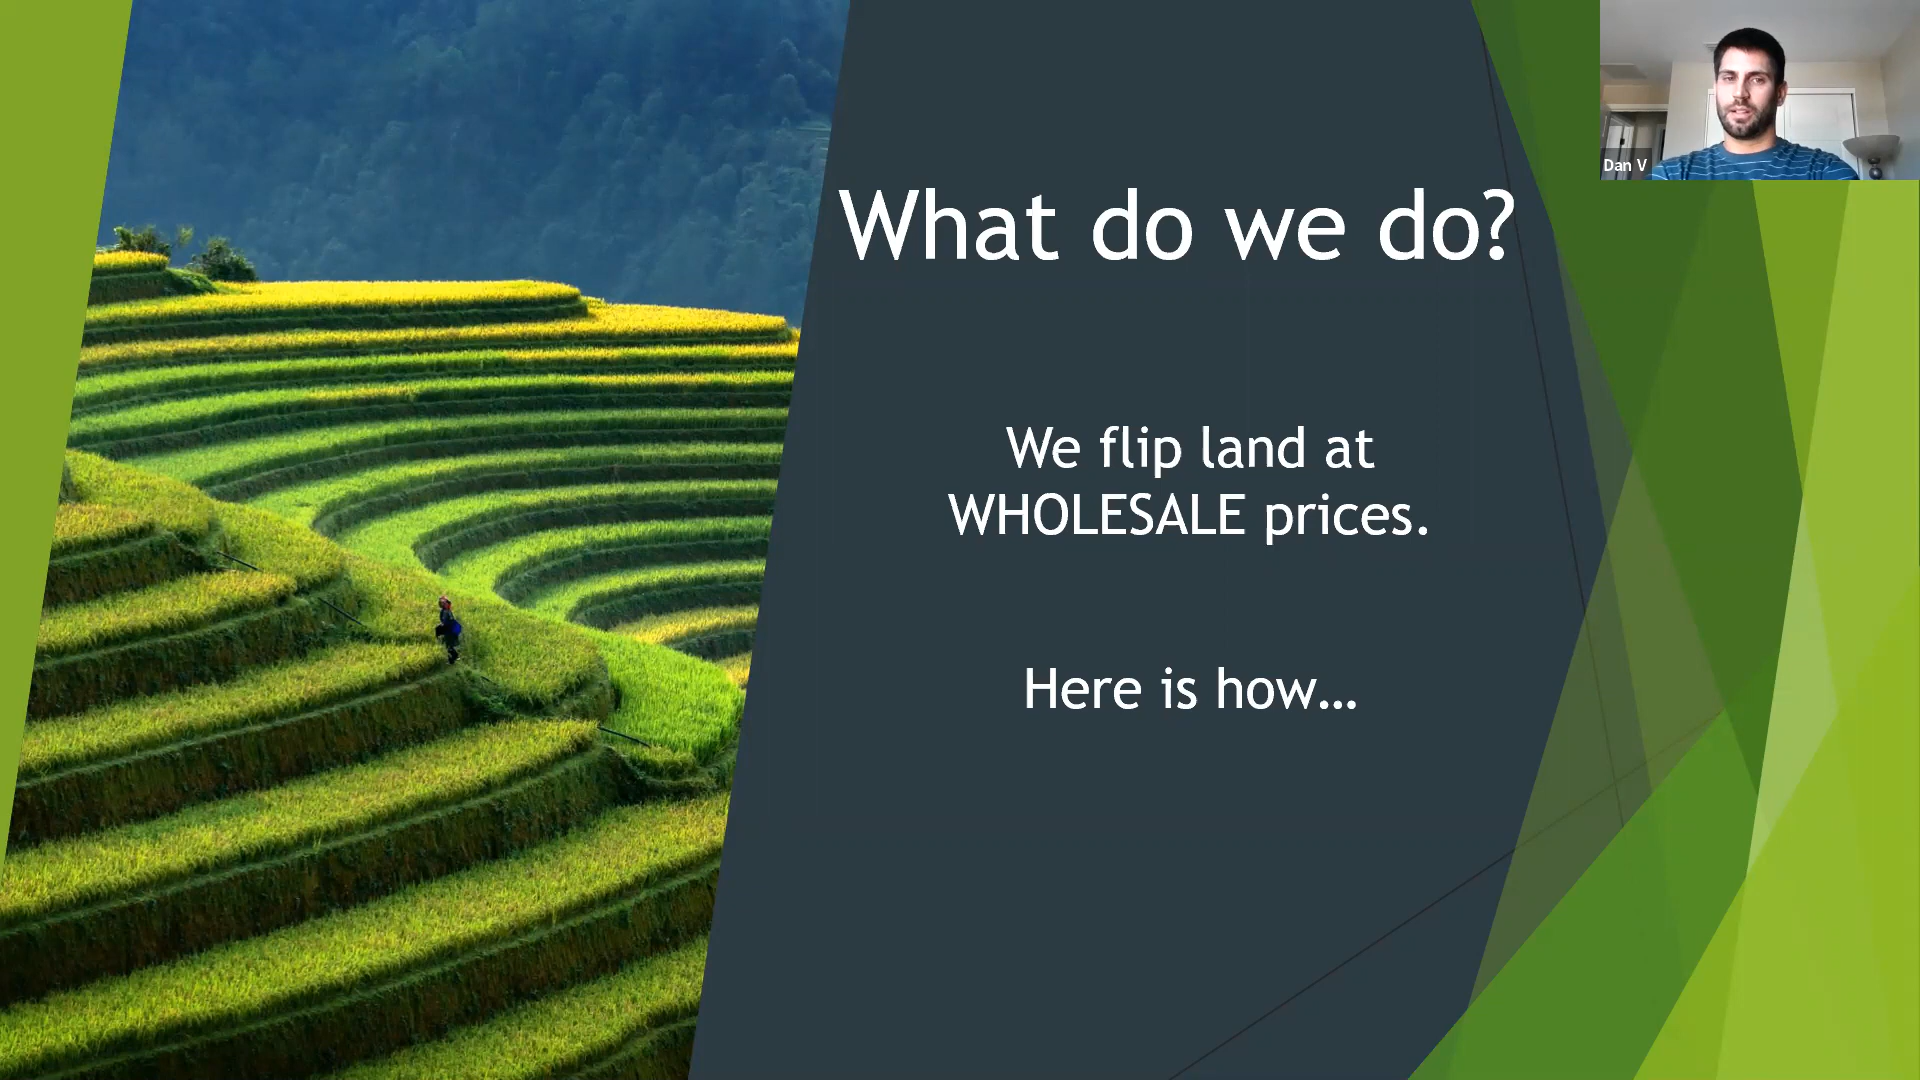 What do we do?
We flip land at
WHOLESALE prices.
Here is how...
Dan V